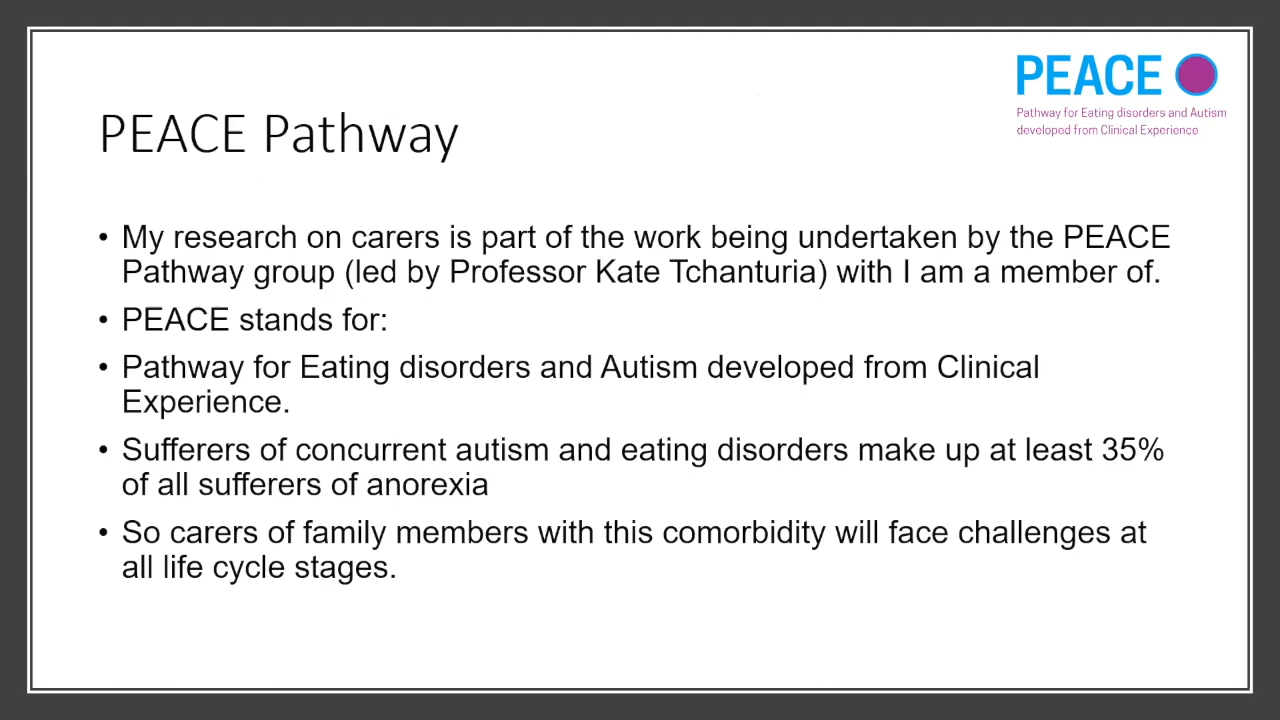 PEACE
Pathway for Eating disorders and Autism
developed from Clinical Experience
PEACE Pathway
• My research on carers is part of the work being undertaken by the PEACE
Pathway group (led by Professor Kate Tchanturia) with I am a member of.
• PEACE stands for:
• Pathway for Eating disorders and Autism developed from Clinical
Experience.
• Sufferers of concurrent autism and eating disorders make up at least 35%
of all sufferers of anorexia
• So carers of family members with this comorbidity will face challenges at
all life cycle stages.